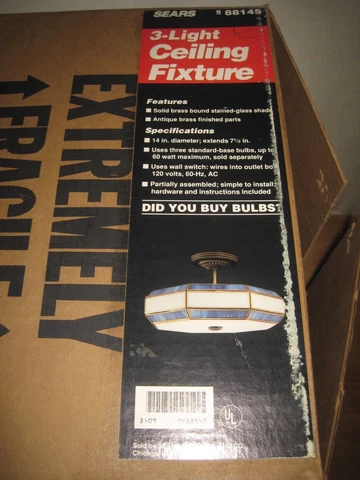 SEARS 88145
3-Light
Ceiling
Fixture
Features
■ Solid brass bound stained-glass shade
■ Antique brass finished parts
Specifications
■ 14 in. diameter; extends 7½ in.
■ Uses three standard-base bulbs, up to
60 watt maximum, sold separately
■ Uses wall switch: wires into outlet box
120 volts, 60-Hz, AC
■ Partially assembled; simple to install;
hardware and instructions included
DID YOU BUY BULBS?
UL
Sold by
Chicago
EXTREMELY
FRAGILE